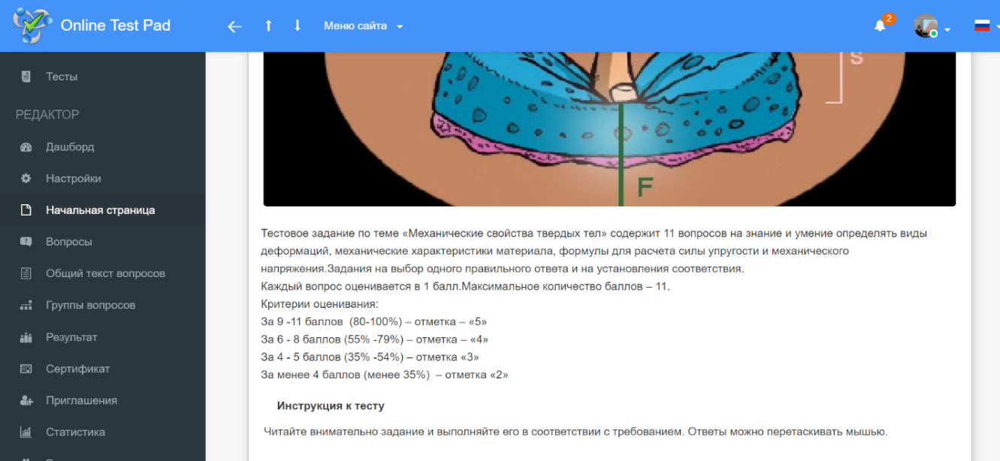 Online Test Pad
Меню сайта
2
Тесты
РЕДАКТОР
Дашборд
Настройки
Начальная страница
Вопросы
Общий текст вопросов
Группы вопросов
Результат
Сертификат
Приглашения
Статистика
S
F
Тестовое задание по теме «Механические свойства твердых тел» содержит 11 вопросов на знание и умение определять виды
деформаций, механические характеристики материала, формулы для расчета силы упругости и механического
напряжения.Задания на выбор одного правильного ответа и на установления соответствия.
Каждый вопрос оценивается в 1 балл.Максимальное количество баллов – 11.
Критерии оценивания:
За 9 -11 баллов  (80-100%) – отметка – «5»
За 6 - 8 баллов (55% -79%) – отметка – «4»
За 4 - 5 баллов (35% -54%) – отметка «3»
За менее 4 баллов (менее 35%)  – отметка «2»
Инструкция к тесту
Читайте внимательно задание и выполняйте его в соответствии с требованием. Ответы можно перетаскивать мышью.